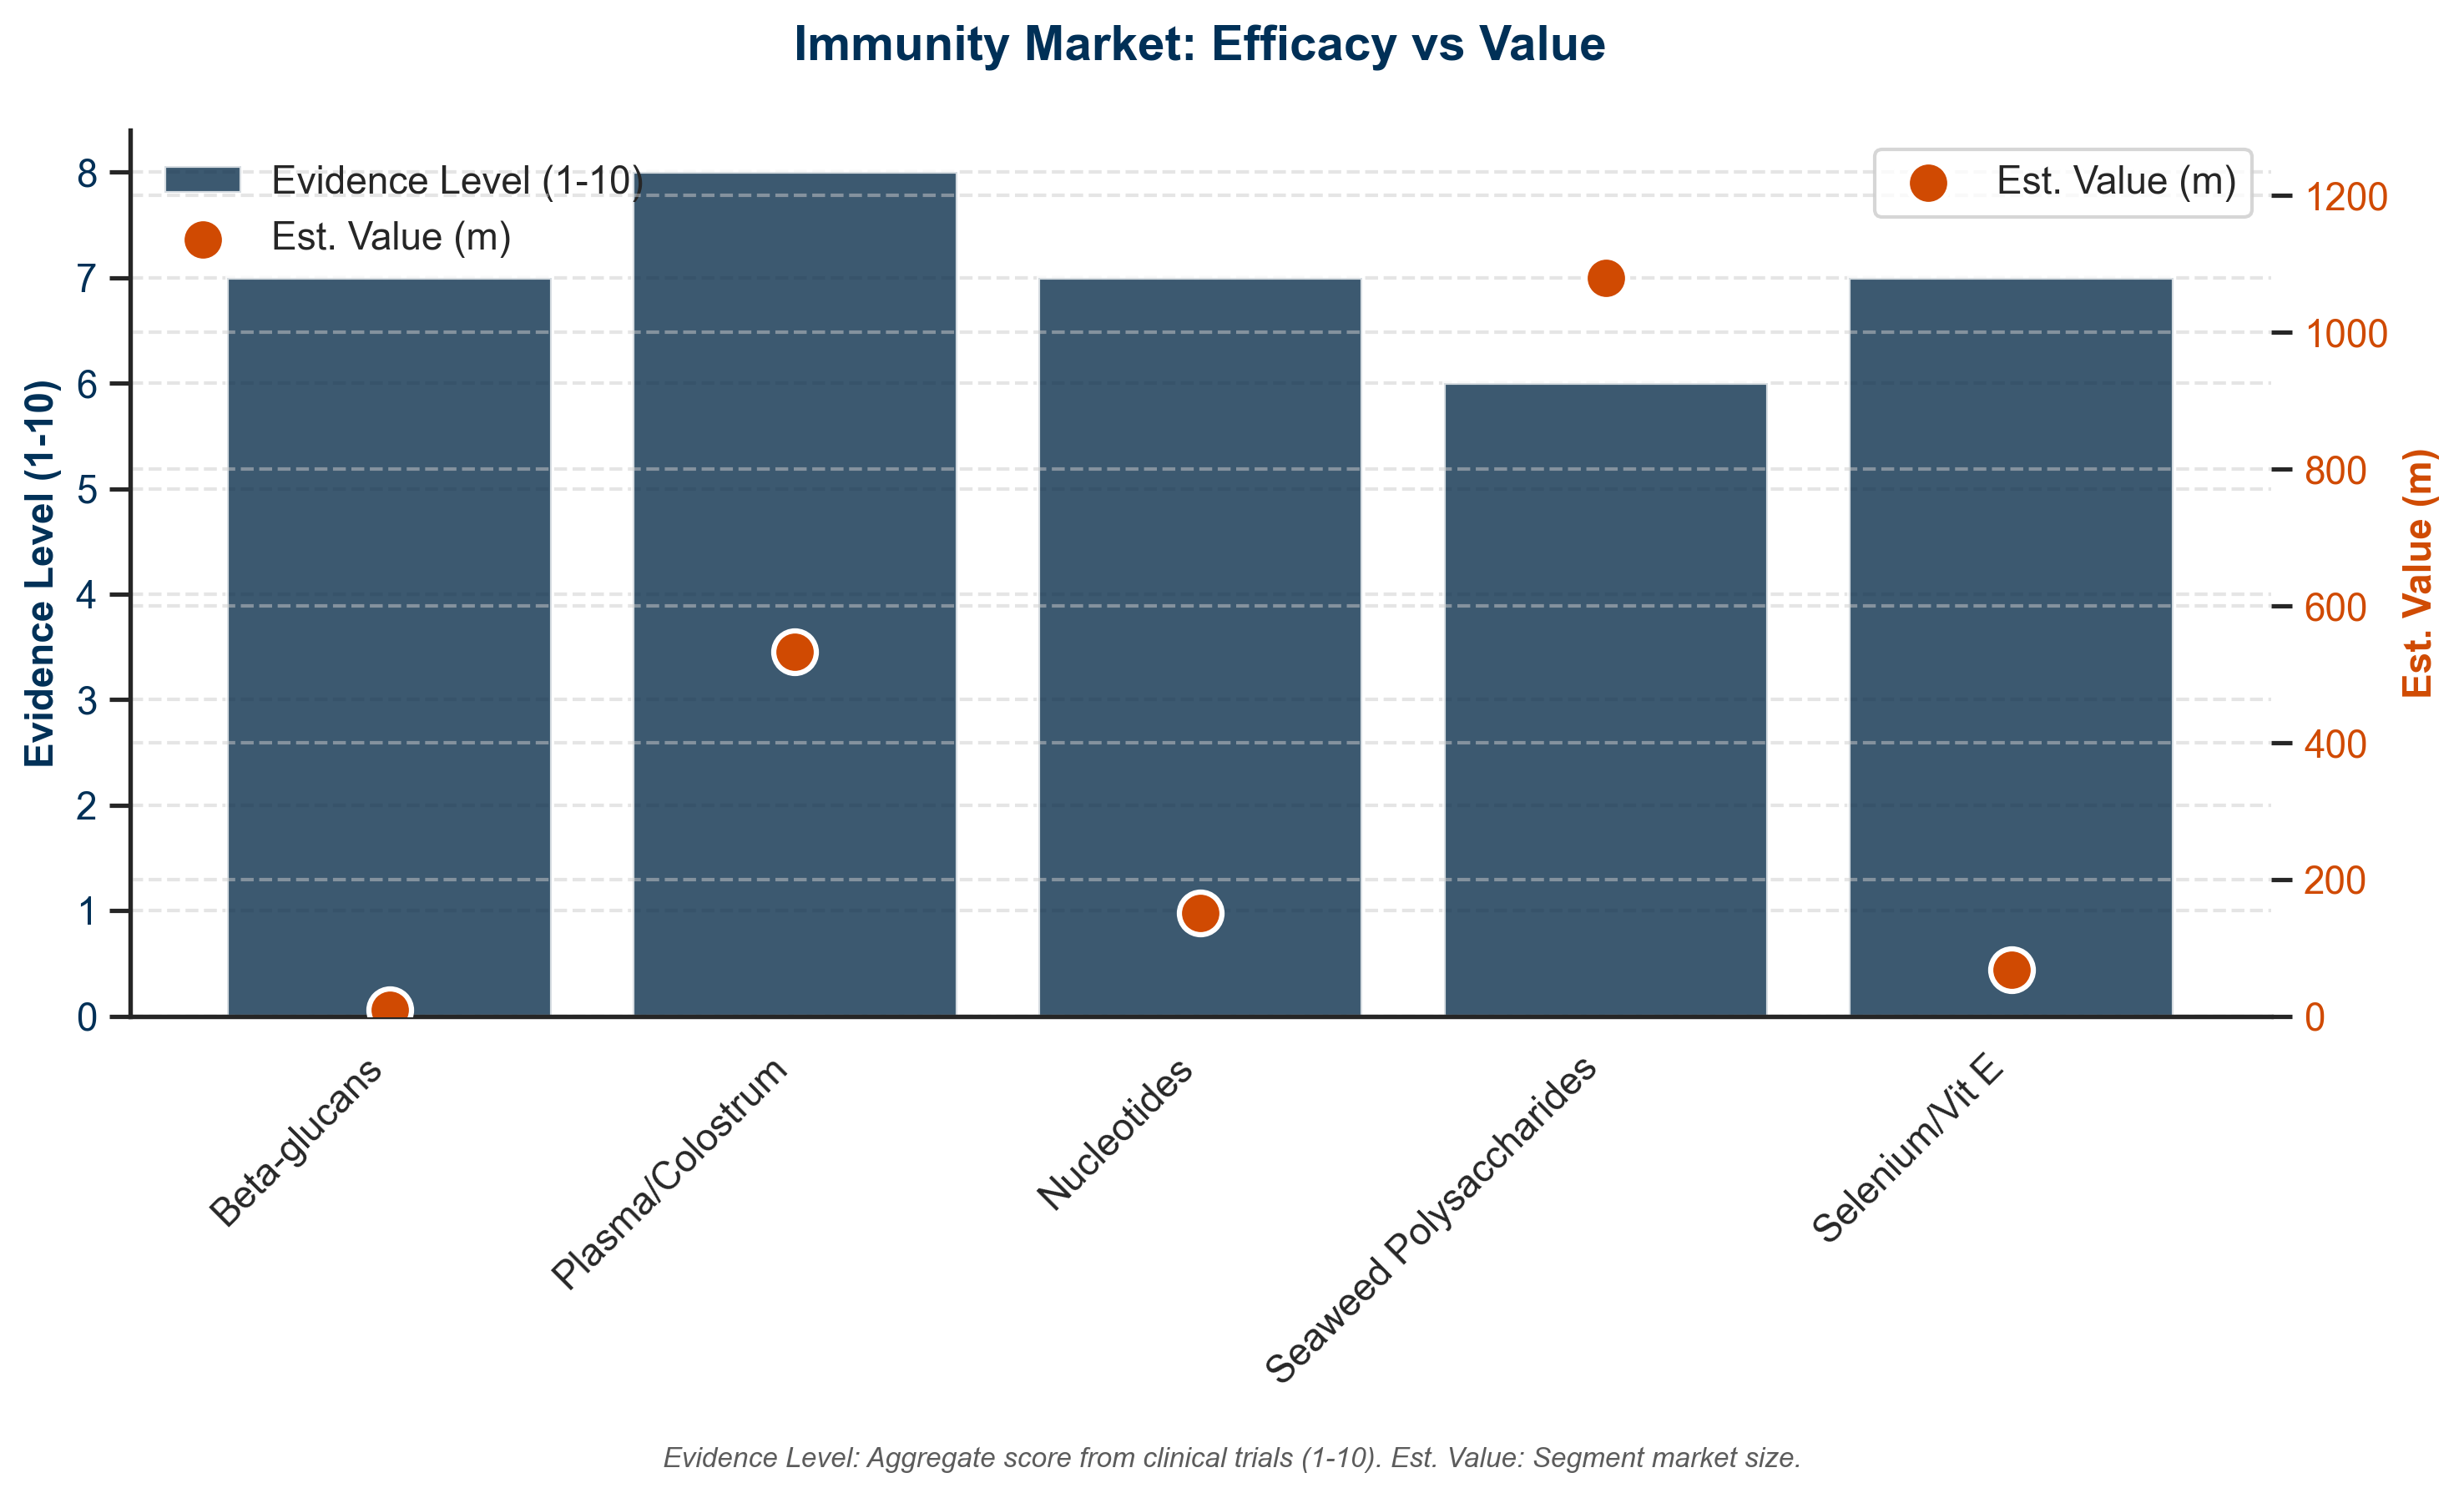 Immunity Market: Efficacy vs Value
Evidence Level (1-10)
Est. Value (m)
Est. Value (m)
Evidence Level (1-10)
8
7
6
5
4
3
2
1
0
1200
1000
800
600
400
200
0
Est. Value (m)
Beta-glucans
Plasma/Colostrum
Nucleotides
Seaweed Polysaccharides
Selenium/Vit E
Evidence Level: Aggregate score from clinical trials (1-10). Est. Value: Segment market size.